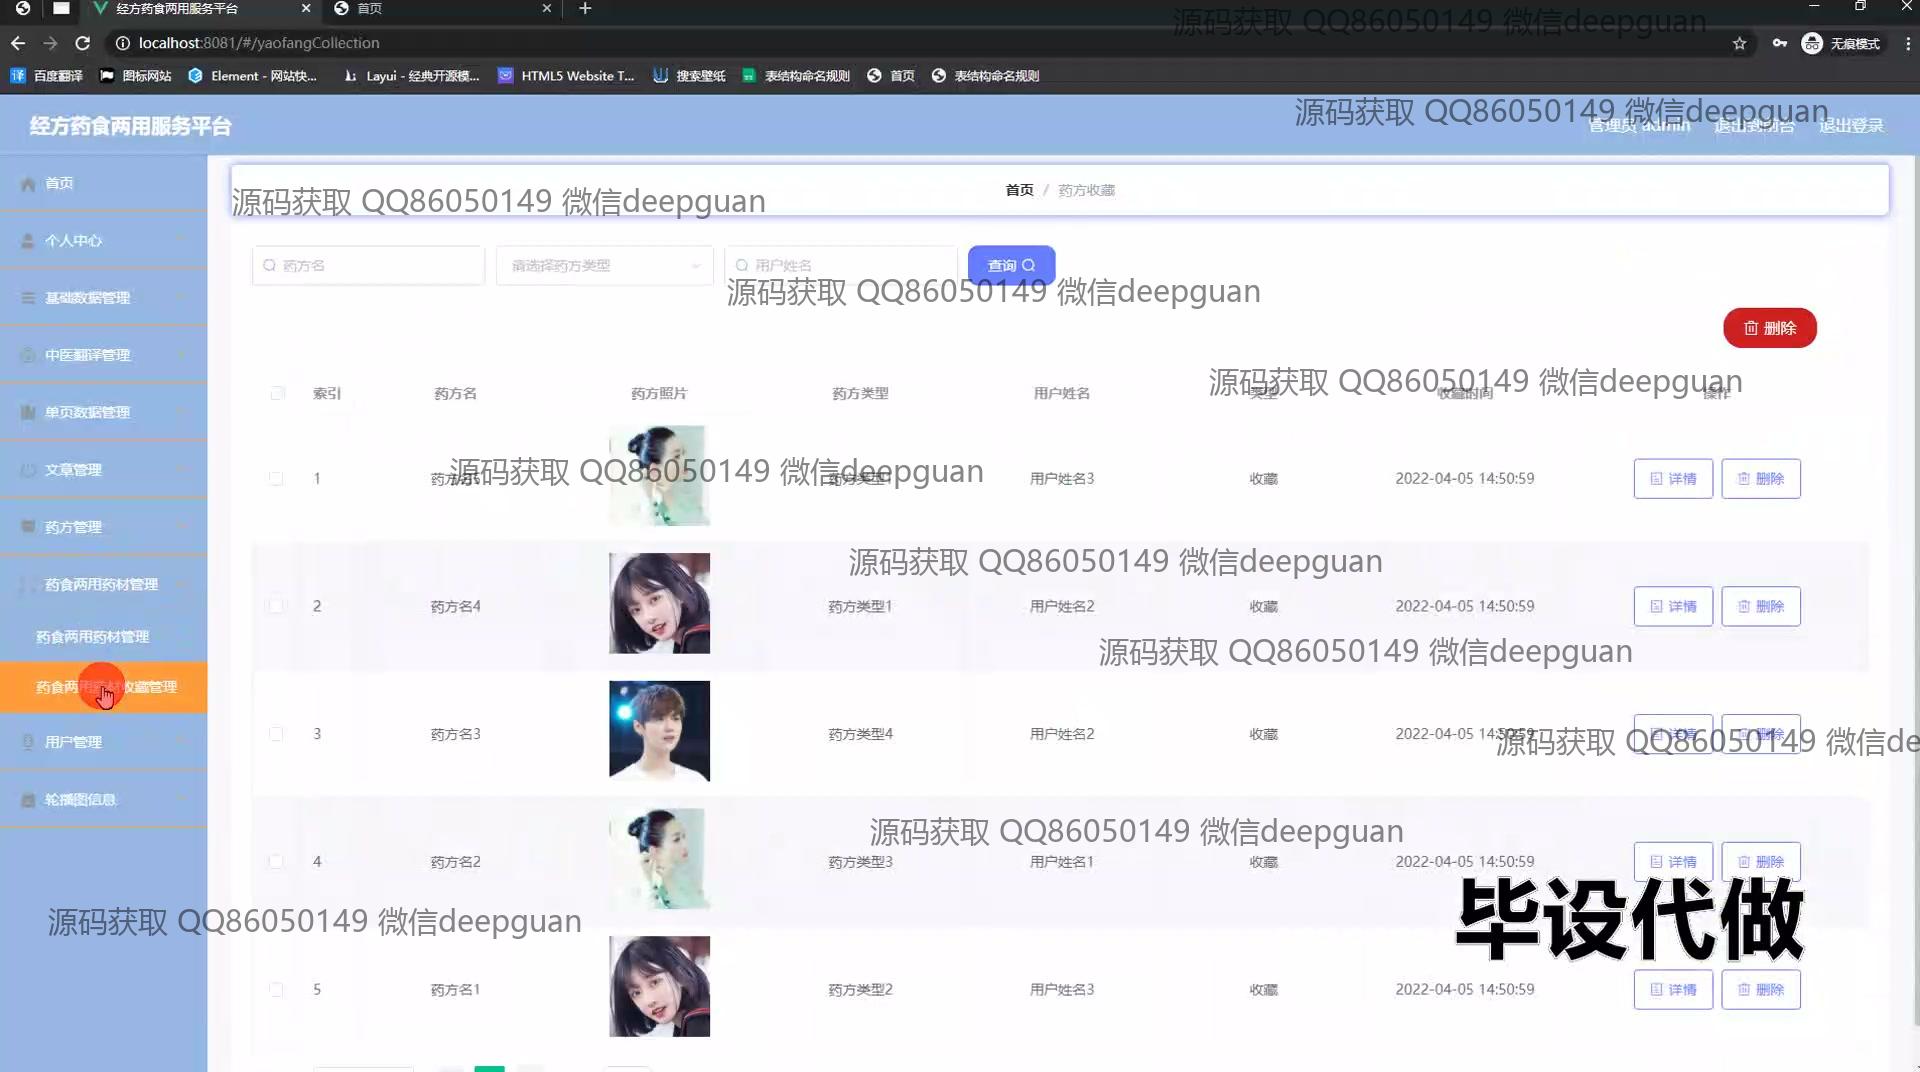 经方药食两用服务平台
首页
源码获取 QQ86050149 微信deepguan
localhost:8081/#/yaofangCollection
无痕模式
百度翻译 图标网站 Element - 网站快... Layui - 经典开源模... HTML5 Website T... 搜索壁纸 表结构命名规则 首页 表结构命名规则
源码获取 QQ86050149 微信deepguan
经方药食两用服务平台
管理员 admin 退出到前台 退出登录
首页
个人中心
基础数据管理
中医翻译管理
单页数据管理
文章管理
药方管理
药食两用药材管理
药食两用药材管理
药食两用药材收藏管理
用户管理
轮播图信息
源码获取 QQ86050149 微信deepguan
首页 / 药方收藏
药方名 请选择药方类型 用户姓名 查询
源码获取 QQ86050149 微信deepguan
删除
源码获取 QQ86050149 微信deepguan
索引 药方名 药方照片 药方类型 用户姓名 类型 收藏时间 操作
源码获取 QQ86050149 微信deepguan
1 药方名5 药方类型1 用户姓名3 收藏 2022-04-05 14:50:59 详情 删除
源码获取 QQ86050149 微信deepguan
2 药方名4 药方类型1 用户姓名2 收藏 2022-04-05 14:50:59 详情 删除
源码获取 QQ86050149 微信deepguan
3 药方名3 药方类型4 用户姓名2 收藏 2022-04-05 14:50:59 详情 删除
源码获取 QQ86050149 微信de
源码获取 QQ86050149 微信deepguan
4 药方名2 药方类型3 用户姓名1 收藏 2022-04-05 14:50:59 详情 删除
毕设代做
源码获取 QQ86050149 微信deepguan
5 药方名1 药方类型2 用户姓名3 收藏 2022-04-05 14:50:59 详情 删除